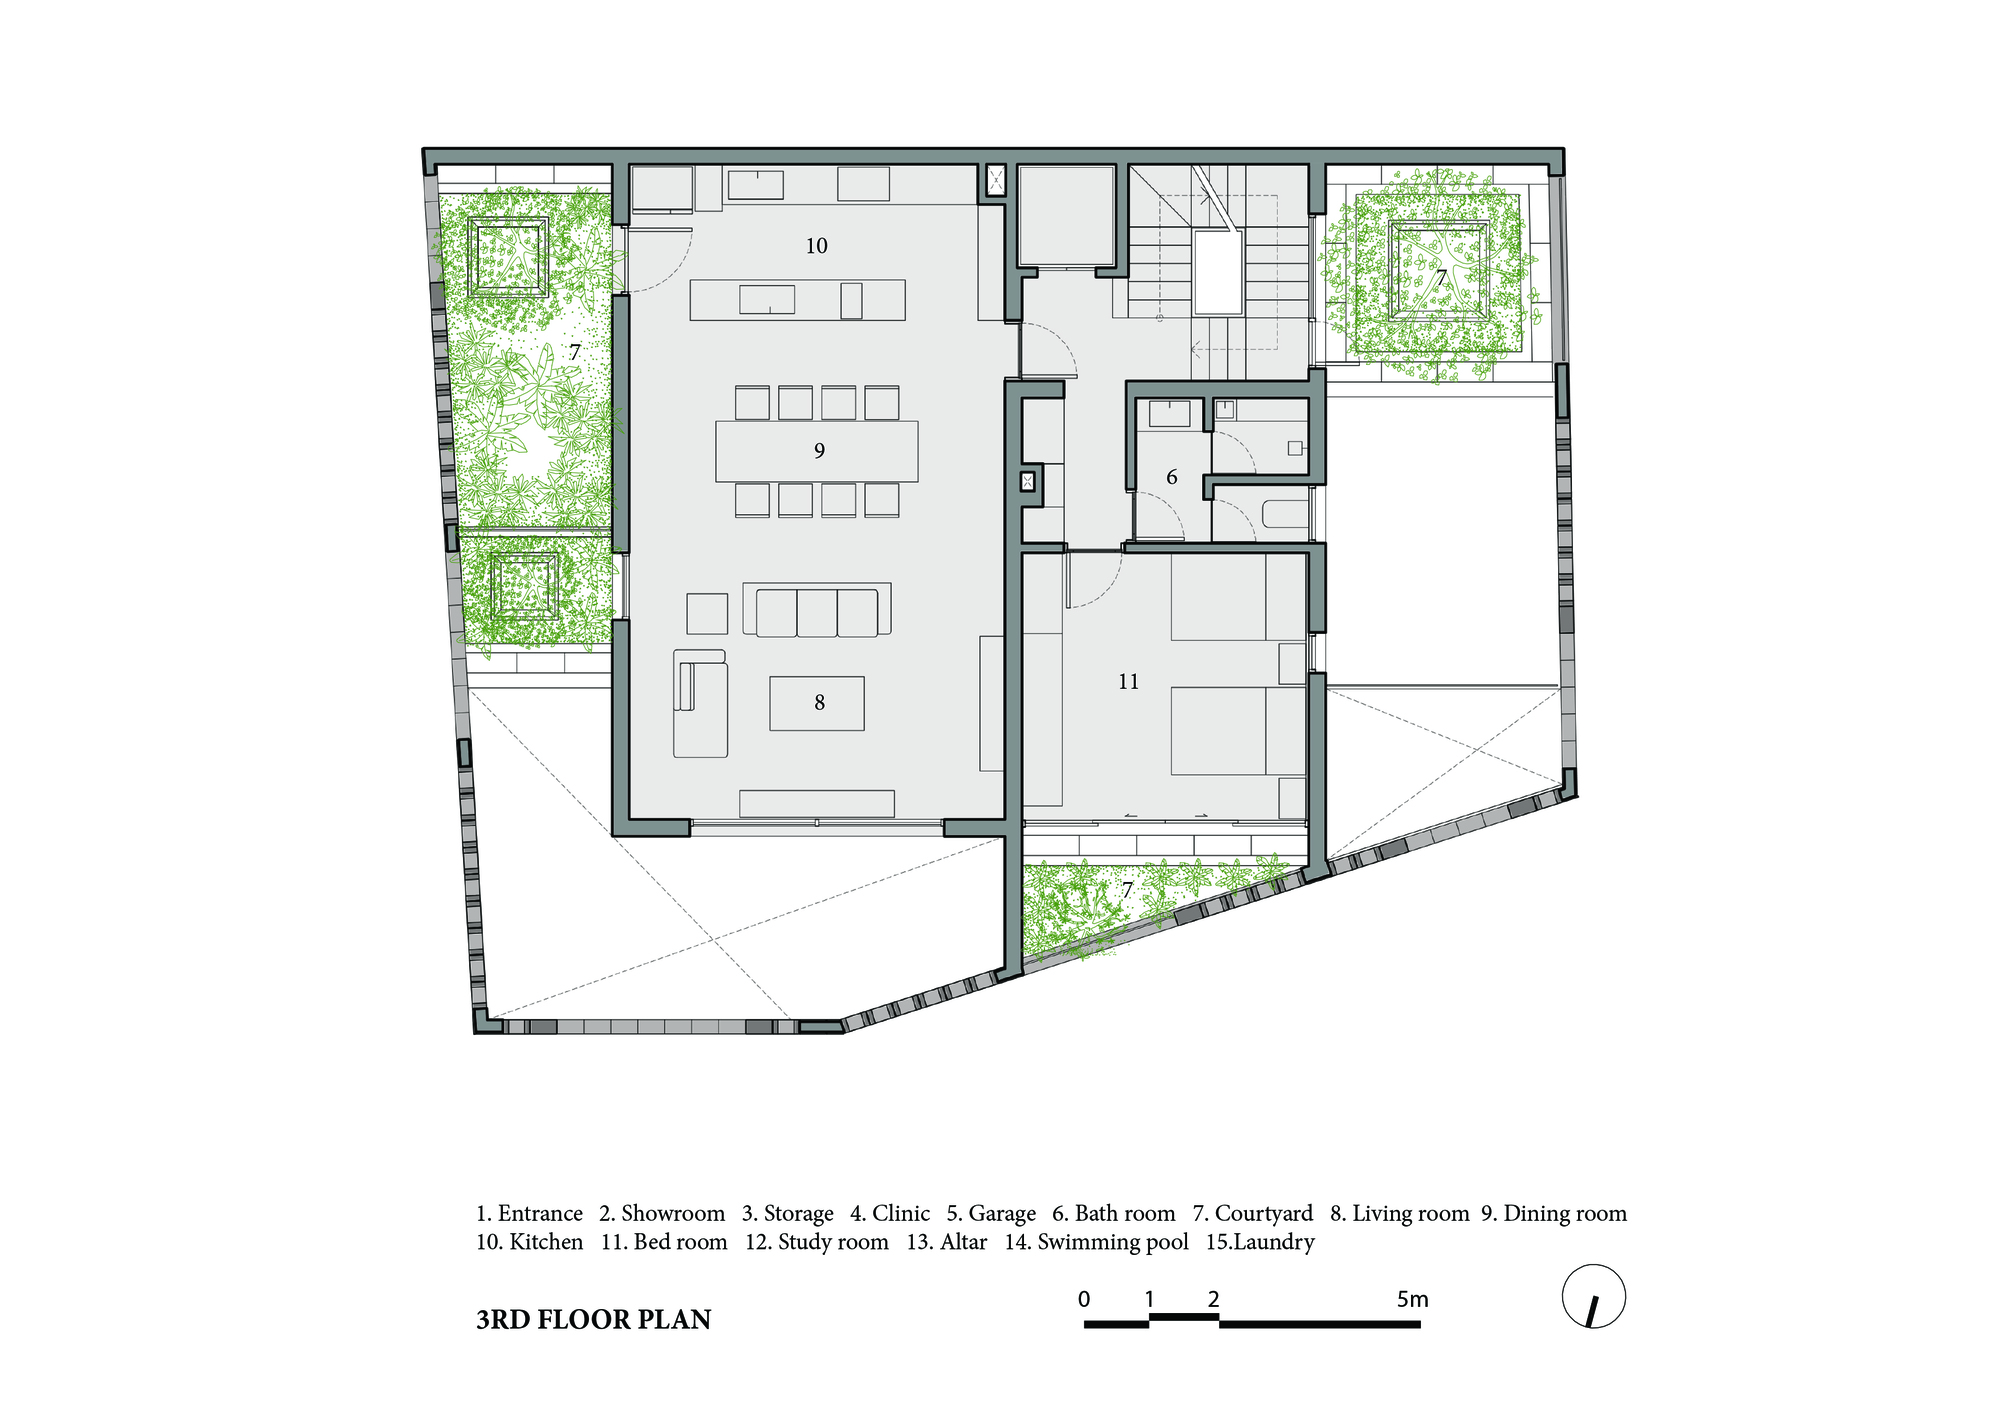 10
7
7
9
6
11
8
7
1. Entrance 2. Showroom 3. Storage 4. Clinic 5. Garage 6. Bath room 7. Courtyard 8. Living room 9. Dining room
10. Kitchen 11. Bed room 12. Study room 13. Altar 14. Swimming pool 15.Laundry
0 1 2 5m
3RD FLOOR PLAN